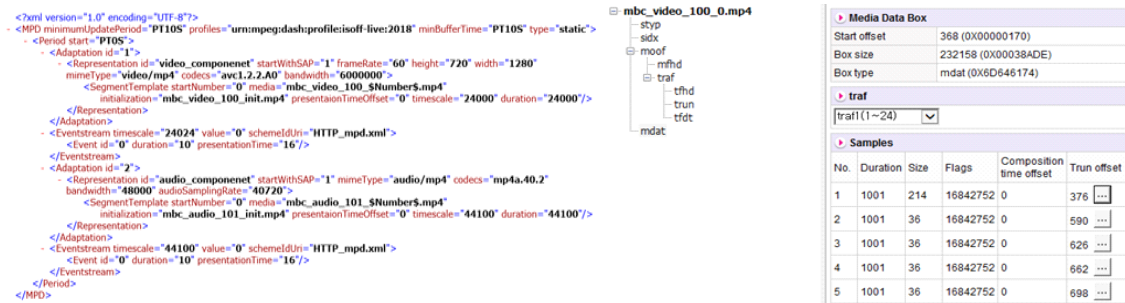 <?xml version="1.0" encoding="UTF-8"?>
- <MPD minimumUpdatePeriod="PT10S" profiles="urn:mpeg:dash:profile:isoff-live:2018" minBufferTime="PT10S" type="static">
- <Period start="PT0S">
- <Adaptation id="1">
- <Representation id="video_componenet" startWithSAP="1" frameRate="60" height="720" width="1280"
mimeType="video/mp4" codecs="avc1.2.2.A0" bandwidth="6000000">
<SegmentTemplate startNumber="0" media="mbc_video_100_$Number$.mp4"
initialization="mbc_video_100_init.mp4" presentaionTimeOffset="0" timescale="24000" duration="24000"/>
</Representation>
</Adaptation>
- <Eventstream timescale="24024" value="0" schemeIdUri="HTTP_mpd.xml">
<Event id="0" duration="10" presentationTime="16"/>
</Eventstream>
- <Adaptation id="2">
- <Representation id="audio_componenet" startWithSAP="1" mimeType="audio/mp4" codecs="mp4a.40.2"
bandwidth="48000" audioSamplingRate="40720">
<SegmentTemplate startNumber="0" media="mbc_audio_101_$Number$.mp4"
initialization="mbc_audio_101_init.mp4" presentaionTimeOffset="0" timescale="44100" duration="44100"/>
</Representation>
</Adaptation>
- <Eventstream timescale="44100" value="0" schemeIdUri="HTTP_mpd.xml">
<Event id="0" duration="10" presentationTime="16"/>
</Eventstream>
</Period>
</MPD>
mbc_video_100_0.mp4
styp
sidx
moof
mfhd
traf
tfhd
trun
tfdt
mdat
Media Data Box
Start offset 368 (0X00000170)
Box size 232158 (0X00038ADE)
Box type mdat (0X6D646174)
traf
traf1(1~24)
Samples
No. Duration Size Flags Composition time offset Trun offset
1 1001 214 16842752 0 376 ...
2 1001 36 16842752 0 590 ...
3 1001 36 16842752 0 626 ...
4 1001 36 16842752 0 662 ...
5 1001 36 16842752 0 698 ...